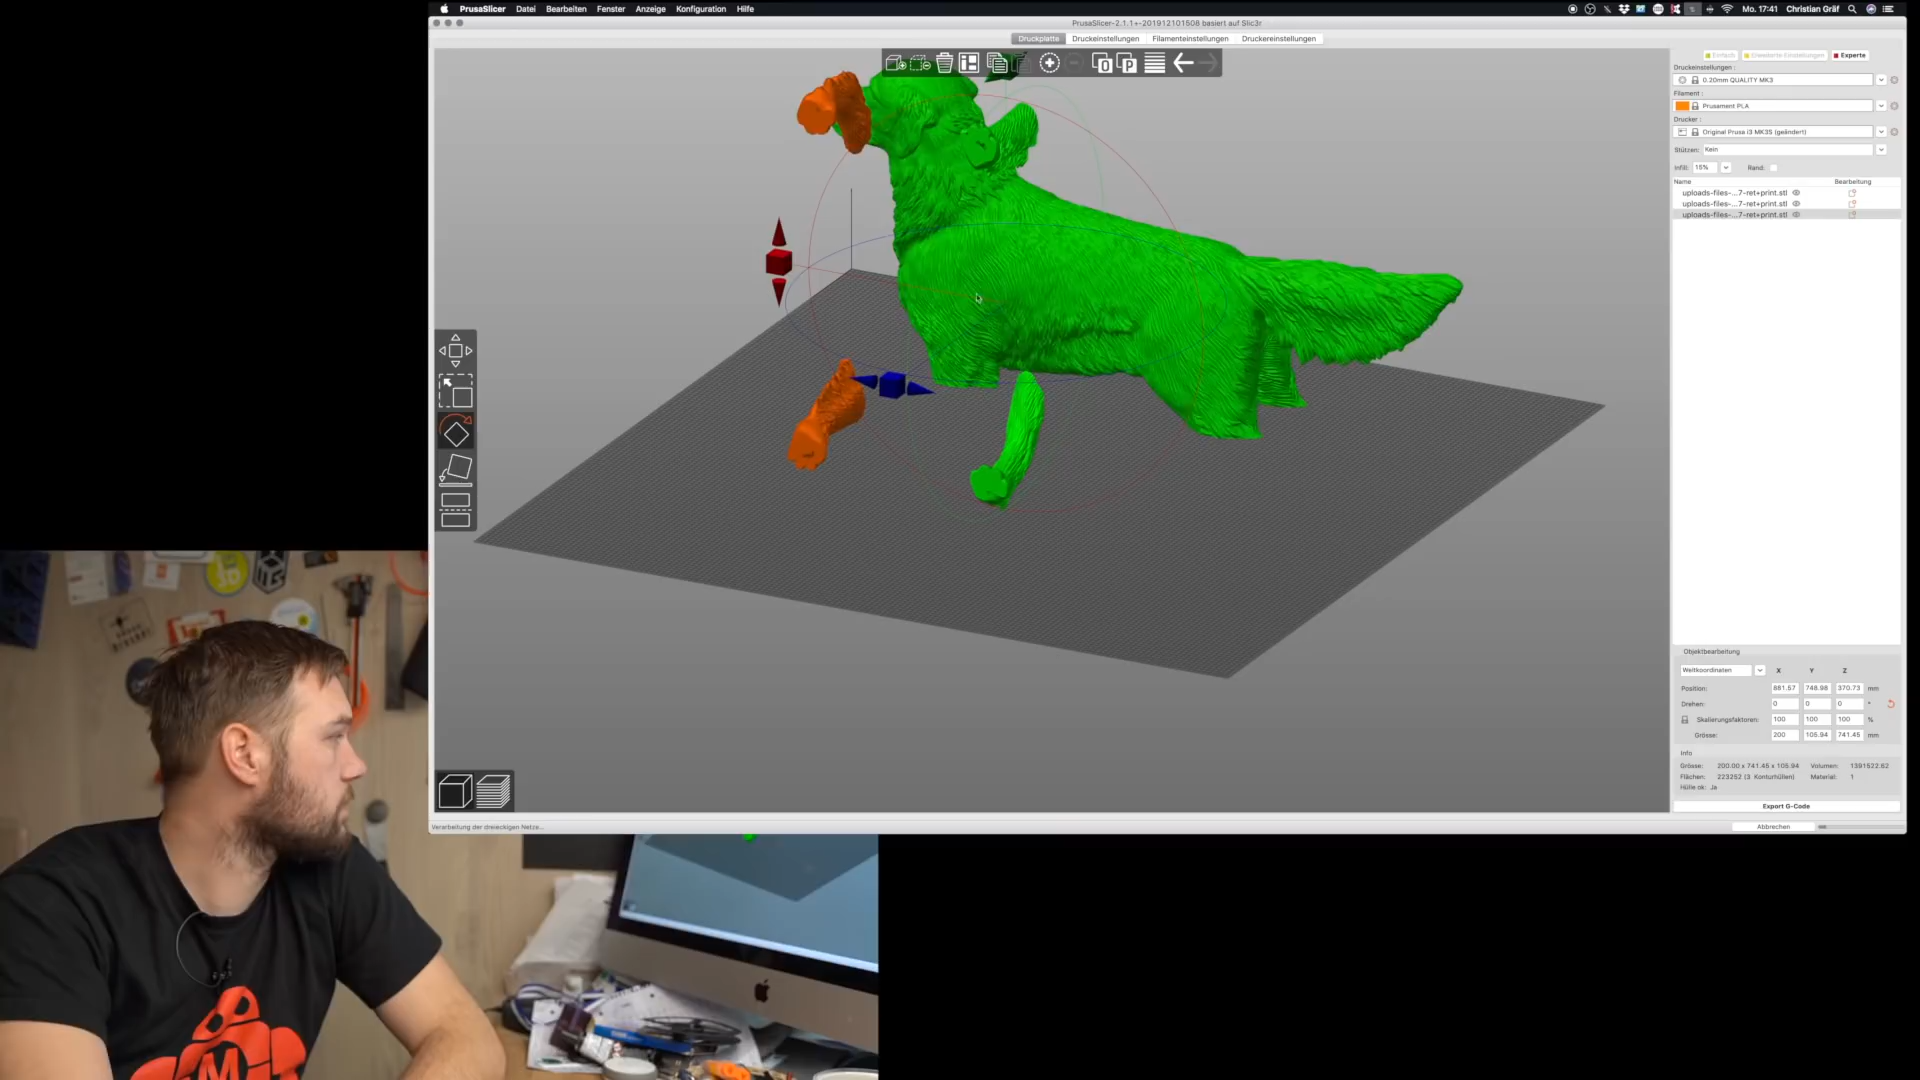 PrusaSlicer Datei Bearbeiten Fenster Anzeige Konfiguration Hilfe
Mo. 17:41 Christian Gräf
PrusaSlicer-2.1.1+-201912101508 basiert auf Slic3r
Druckplatte Druckeinstellungen Filamenteinstellungen Druckereinstellungen
Einfach Erweiterte Einstellungen Experte
Druckeinstellungen :
0.20mm QUALITY MK3
Filament :
Prusament PLA
Drucker :
Original Prusa i3 MK3S (geändert)
Stützen: Kein
Infill: 15% Rand:
Name Bearbeitung
uploads-files-...7-ret+print.stl
uploads-files-...7-ret+print.stl
uploads-files-...7-ret+print.stl
Objektbearbeitung
Weltkoordinaten X Y Z
Position: 881.57 748.98 370.73 mm
Drehen: 0 0 0 °
Skalierungsfaktoren: 100 100 100 %
Grösse: 200 105.94 741.45 mm
Info
Grösse: 200.00 x 741.45 x 105.94 Volumen: 1391522.62
Flächen: 223252 (3 Konturhüllen) Material: 1
Hülle ok: Ja
Export G-Code
Verarbeitung der dreieckigen Netze... Abbrechen
M